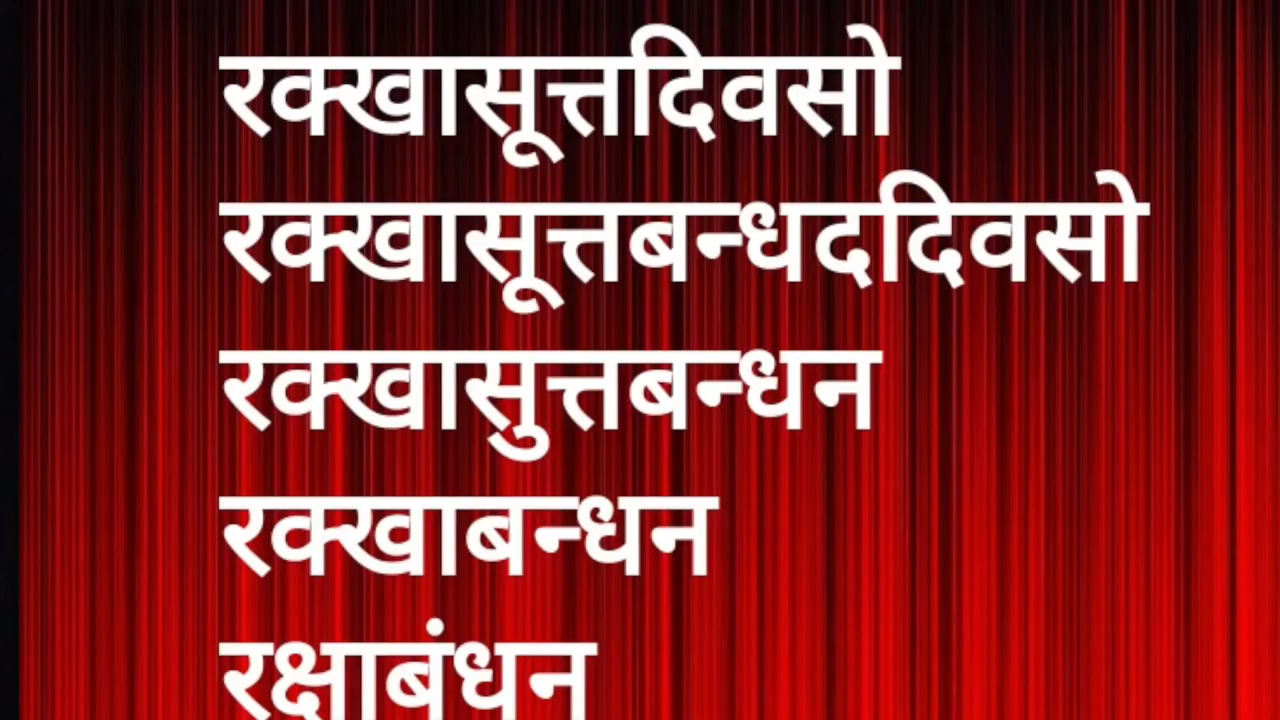 रक्खासूत्तदिवसो
रक्खासूत्तबन्धददिवसो
रक्खासुत्तबन्धन
रक्खाबन्धन
रक्षाबंधन